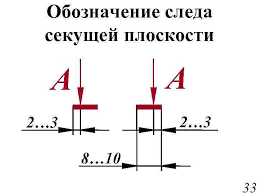 Обозначение следа
секущей плоскости
А А
2...3 2...3
8...10
33